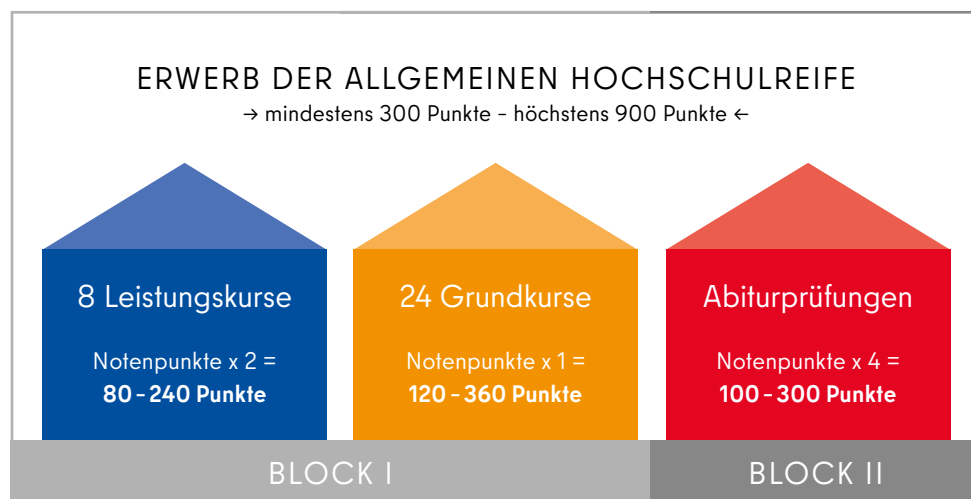 ERWERB DER ALLGEMEINEN HOCHSCHULREIFE
→ mindestens 300 Punkte – höchstens 900 Punkte ←
8 Leistungskurse
Notenpunkte x 2 =
80 – 240 Punkte
24 Grundkurse
Notenpunkte x 1 =
120 – 360 Punkte
Abiturprüfungen
Notenpunkte x 4 =
100 – 300 Punkte
BLOCK I
BLOCK II